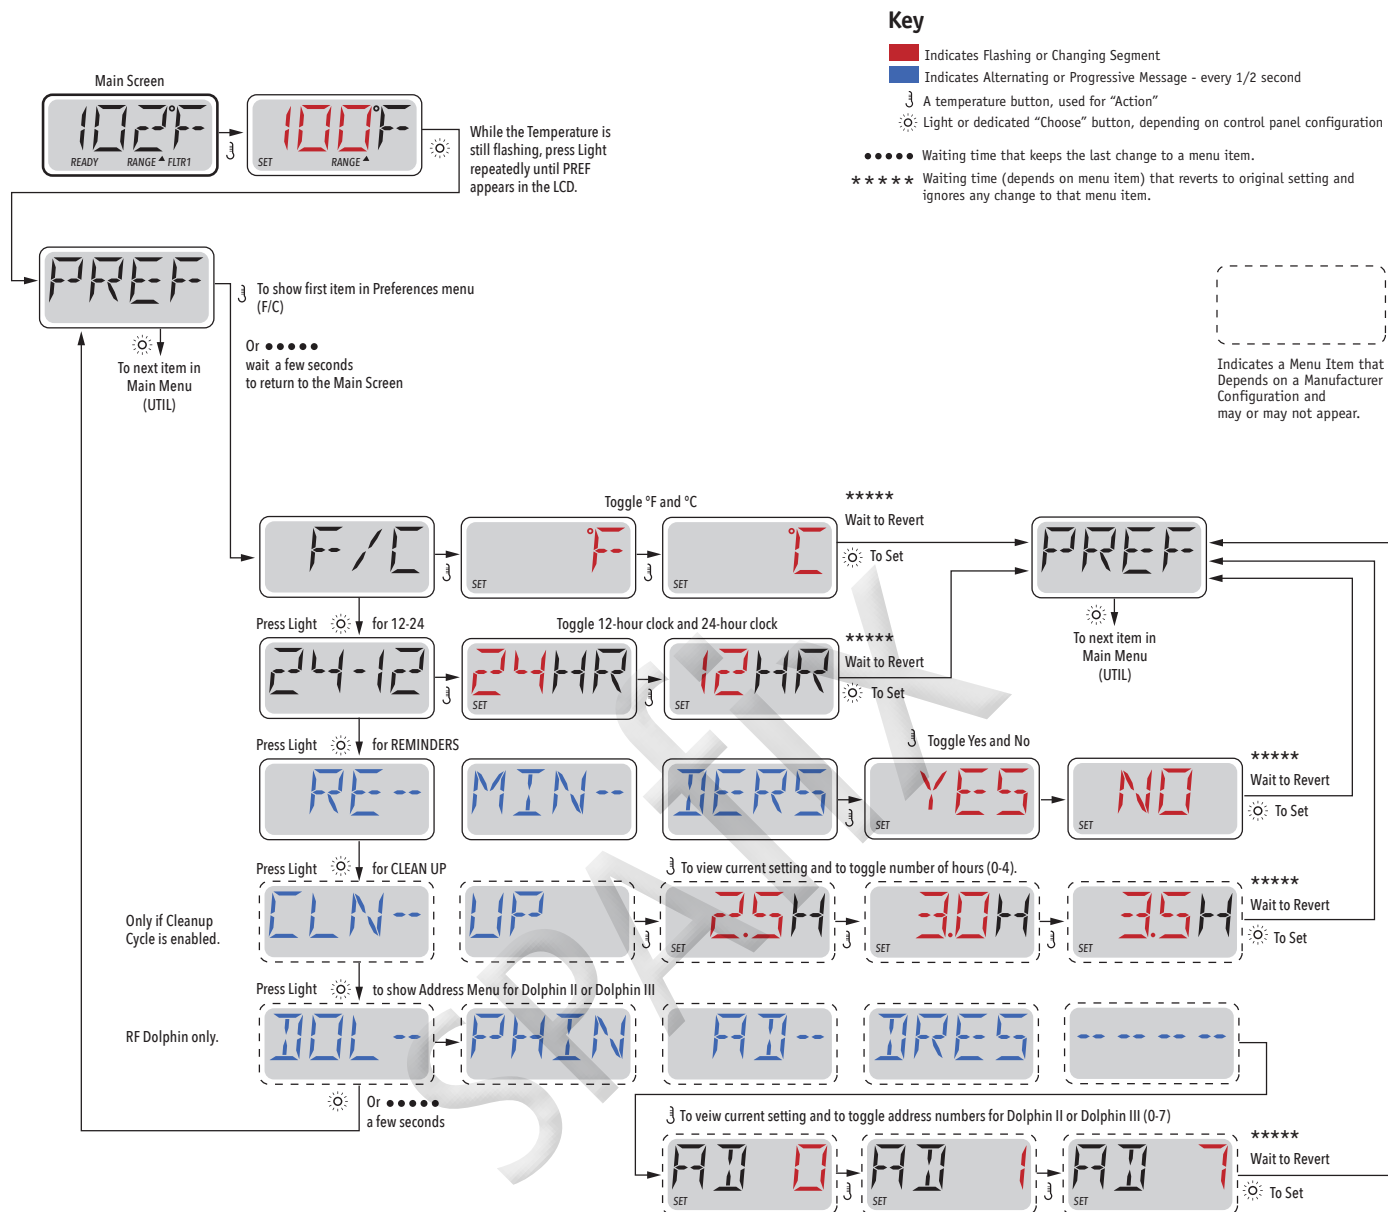 Key
Indicates Flashing or Changing Segment
Indicates Alternating or Progressive Message - every 1/2 second
A temperature button, used for “Action”
Light or dedicated “Choose” button, depending on control panel configuration
••••• Waiting time that keeps the last change to a menu item.
***** Waiting time (depends on menu item) that reverts to original setting and
ignores any change to that menu item.
Main Screen
102°F
READY RANGE FLTR1
100°F
SET RANGE
While the Temperature is
still flashing, press Light
repeatedly until PREF
appears in the LCD.
PREF
To show first item in Preferences menu
(F/C)
Or •••••
wait a few seconds
to return to the Main Screen
To next item in
Main Menu
(UTIL)
Indicates a Menu Item that
Depends on a Manufacturer
Configuration and
may or may not appear.
Toggle ºF and ºC
F/C
°F
SET
°C
SET
*****
Wait to Revert
To Set
PREF
To next item in
Main Menu
(UTIL)
Press Light for 12-24
Toggle 12-hour clock and 24-hour clock
24-12
24HR
SET
12HR
SET
*****
Wait to Revert
To Set
Press Light for REMINDERS
Toggle Yes and No
RE--
MIN--
DERS
YES
SET
NO
SET
*****
Wait to Revert
To Set
Press Light for CLEAN UP
To view current setting and to toggle number of hours (0-4).
Only if Cleanup
Cycle is enabled.
CLN--
UP
2.5H
SET
3.0H
SET
3.5H
SET
*****
Wait to Revert
To Set
Press Light to show Address Menu for Dolphin II or Dolphin III
RF Dolphin only.
DOL--
PHIN
AD--
DRES
----
Or •••••
a few seconds
To veiw current setting and to toggle address numbers for Dolphin II or Dolphin III (0-7)
AD 0
SET
AD 1
SET
AD 7
SET
*****
Wait to Revert
To Set
SPAfix